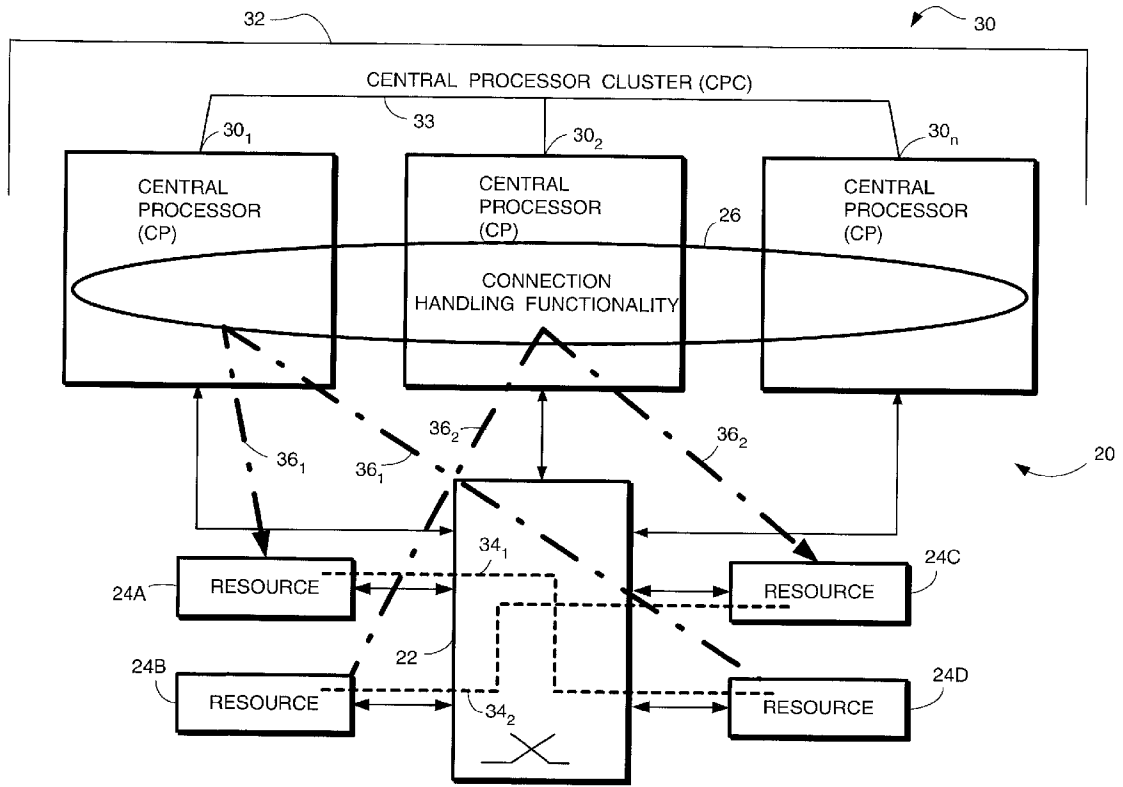 32
30
CENTRAL PROCESSOR CLUSTER (CPC)
33
30₁
30₂
30ₙ
CENTRAL
PROCESSOR
(CP)
CENTRAL
PROCESSOR
(CP)
CENTRAL
PROCESSOR
(CP)
26
CONNECTION
HANDLING FUNCTIONALITY
36₁
36₁
36₂
36₂
20
34₁
24A
RESOURCE
RESOURCE
24C
22
24B
RESOURCE
34₂
RESOURCE
24D